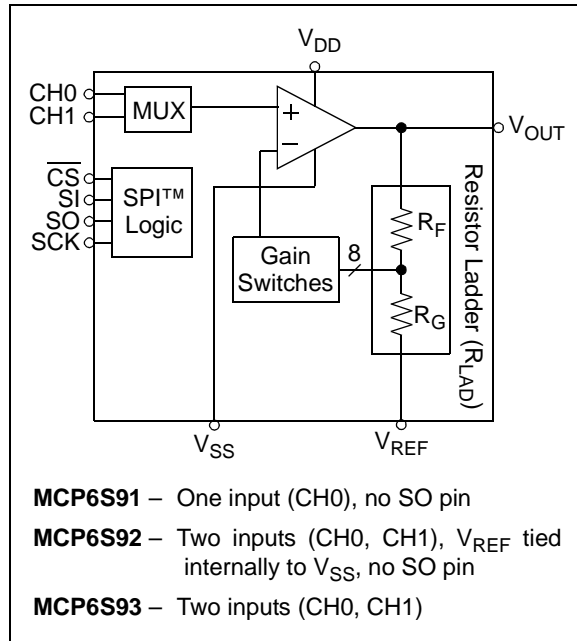 V_DD
CH0
CH1
MUX
+
−
V_OUT
CS
SI
SO
SCK
SPI™
Logic
Gain
Switches
8
R_F
R_G
Resistor Ladder (R_LAD)
V_SS
V_REF
MCP6S91 – One input (CH0), no SO pin
MCP6S92 – Two inputs (CH0, CH1), V_REF tied
internally to V_SS, no SO pin
MCP6S93 – Two inputs (CH0, CH1)